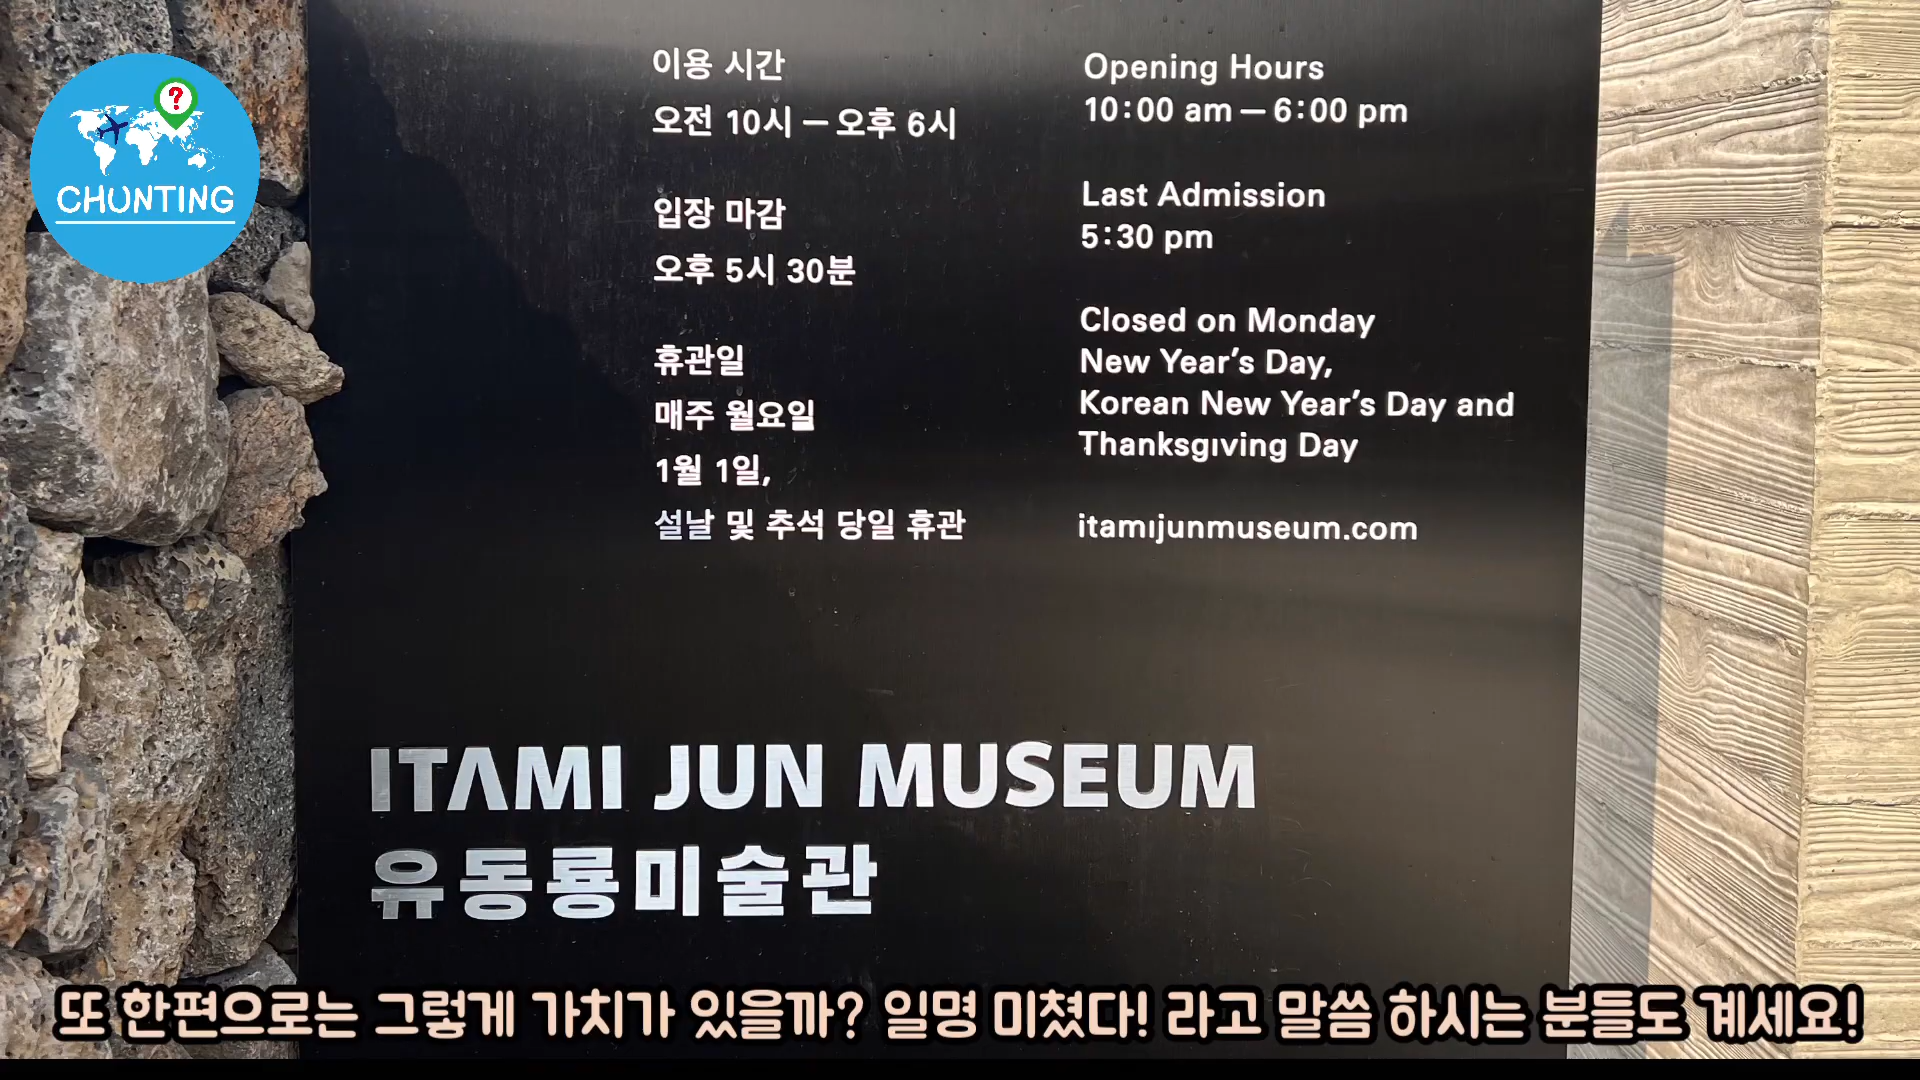 CHUNTING
?
이용 시간
오전 10시 — 오후 6시
입장 마감
오후 5시 30분
휴관일
매주 월요일
1월 1일,
설날 및 추석 당일 휴관
Opening Hours
10:00 am — 6:00 pm
Last Admission
5:30 pm
Closed on Monday
New Year's Day,
Korean New Year's Day and
Thanksgiving Day
itamijunmuseum.com
ITAMI JUN MUSEUM
유동룡미술관
또 한편으로는 그렇게 가치가 있을까? 일명 미쳤다! 라고 말씀 하시는 분들도 계세요!